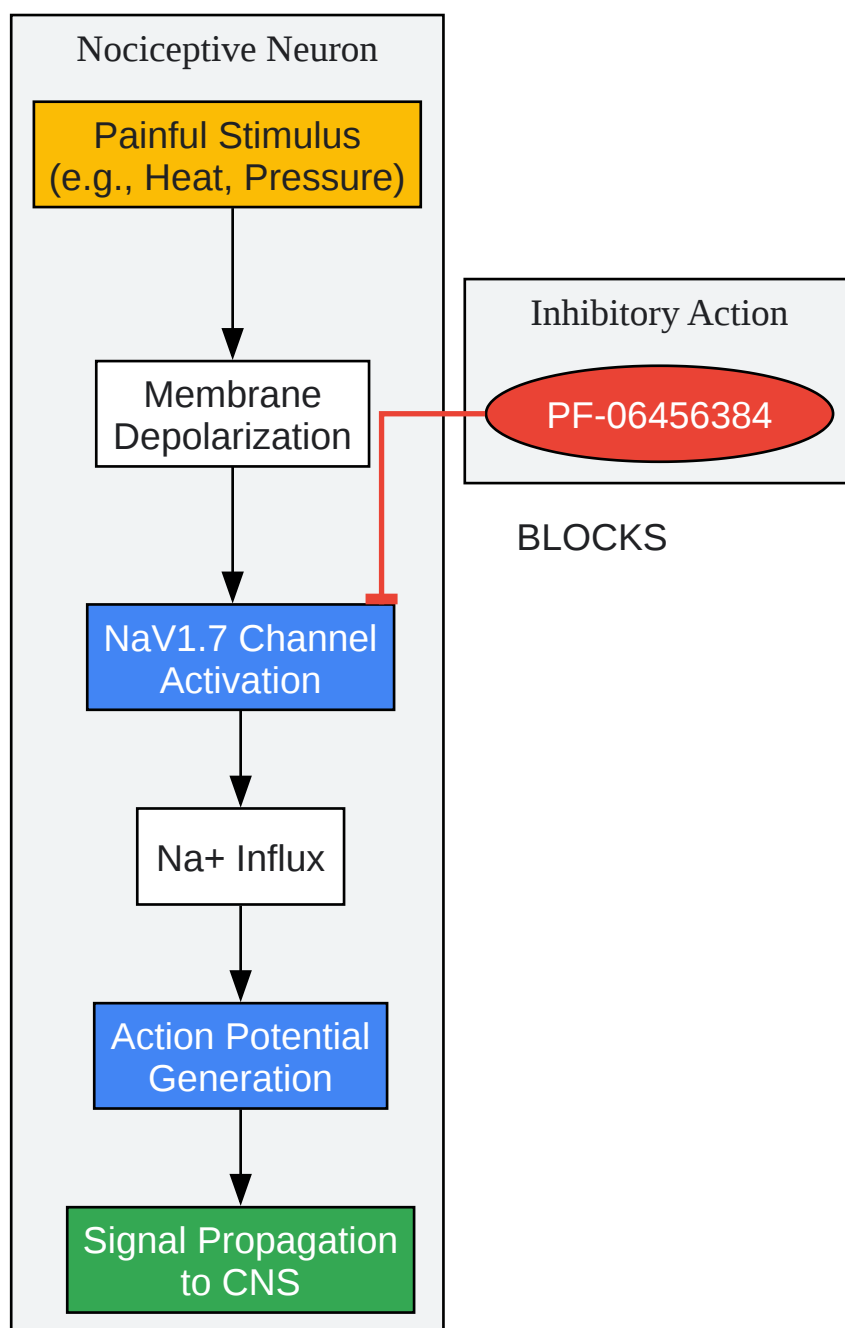 Nociceptive Neuron
Painful Stimulus
(e.g., Heat, Pressure)
Membrane
Depolarization
NaV1.7 Channel
Activation
Na+ Influx
Action Potential
Generation
Signal Propagation
to CNS
Inhibitory Action
PF-06456384
BLOCKS